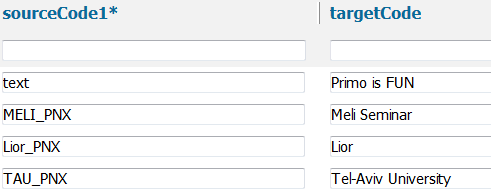 sourceCode1* targetCode
text Primo is FUN
MELI_PNX Meli Seminar
Lior_PNX Lior
TAU_PNX Tel-Aviv University